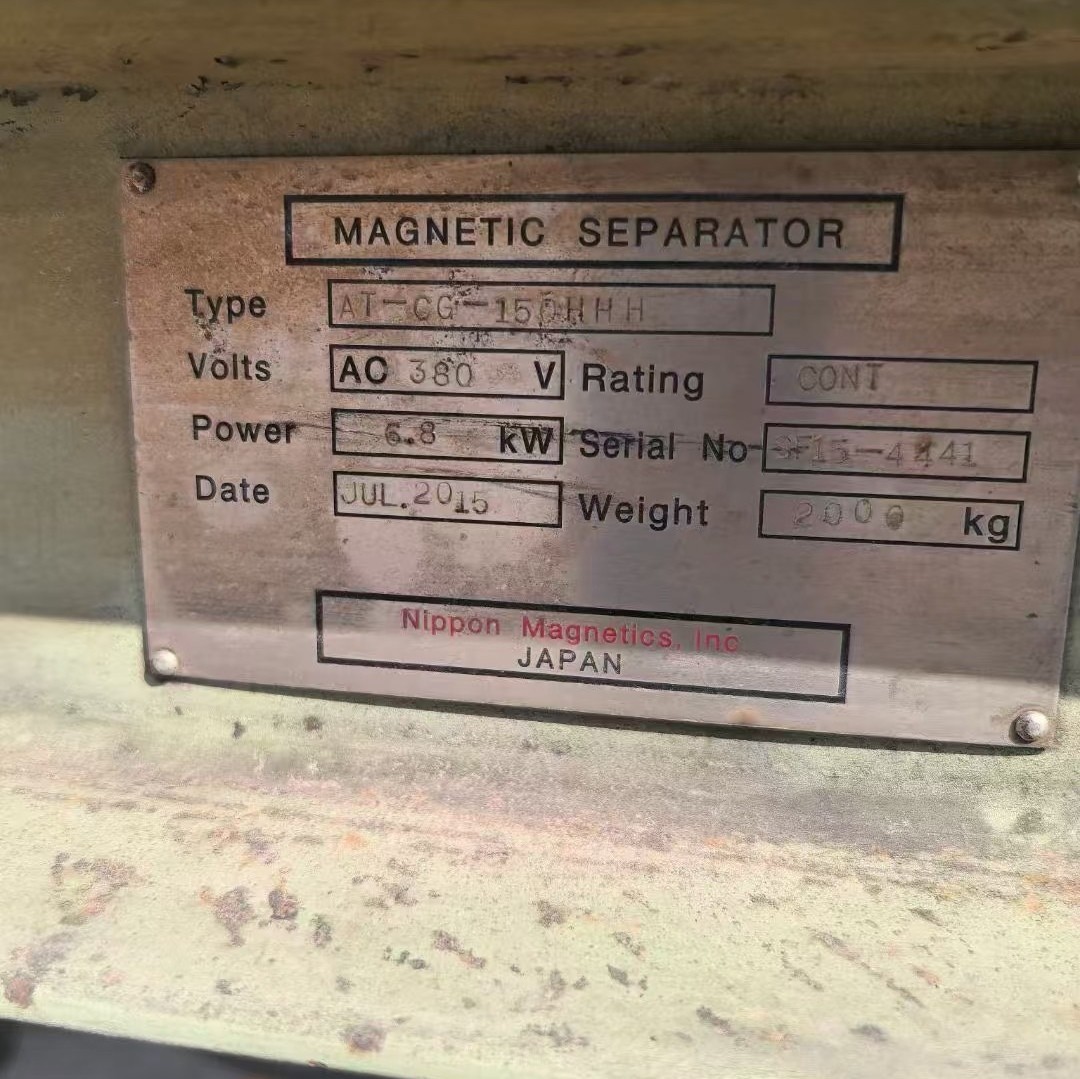 MAGNETIC SEPARATOR
Type AT-CG-150HHH
Volts AC 380 V Rating CONT
Power 6.8 kW Serial No
Date JUL.2015 Weight 2000 kg
Nippon Magnetics, Inc
JAPAN